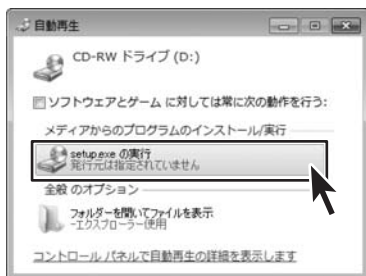 自動再生
CD-RW ドライブ (D:)
ソフトウェアとゲーム に対しては常に次の動作を行う:
メディアからのプログラムのインストール/実行
setup.exe の実行
発行元は指定されていません
全般 のオプション
フォルダーを開いてファイルを表示
-エクスプローラー使用
コントロール パネルで自動再生の詳細を表示します